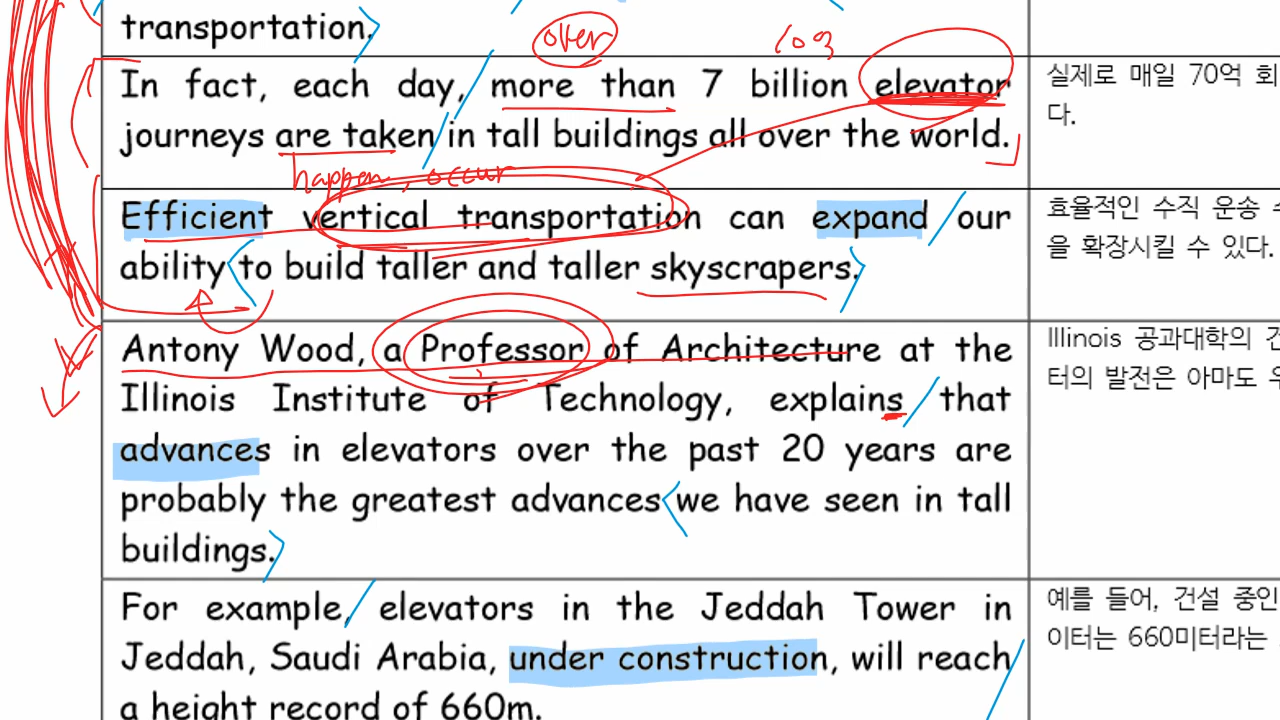 transportation.
over
In fact, each day, more than 7 billion elevator
journeys are taken in tall buildings all over the world.
실제로 매일 70억 회
다.
happen, occur
Efficient vertical transportation can expand our
ability to build taller and taller skyscrapers.
효율적인 수직 운송 수
을 확장시킬 수 있다.
Antony Wood, a Professor of Architecture at the
Illinois Institute of Technology, explains that
advances in elevators over the past 20 years are
probably the greatest advances we have seen in tall
buildings.
Illinois 공과대학의 건
터의 발전은 아마도 우
For example, elevators in the Jeddah Tower in
Jeddah, Saudi Arabia, under construction, will reach
a height record of 660m.
예를 들어, 건설 중인
이터는 660미터라는